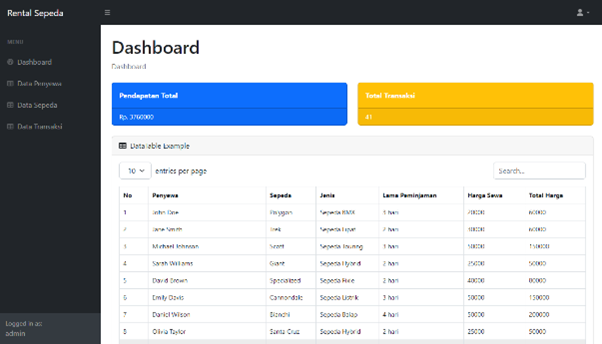 Rental Sepeda
MENU
Dashboard
Data Penyewa
Data Sepeda
Data Transaksi
Logged in as:
admin
Dashboard
Dashboard
Pendapatan Total
Rp. 3760000
Total Transaksi
41
DataTable Example
10 entries per page
Search...
No Penyewa Sepeda Jenis Lama Peminjaman Harga Sewa Total Harga
1 John Doe Polygon Sepeda BMX 3 hari 20000 60000
2 Jane Smith Trek Sepeda Lipat 2 hari 30000 60000
3 Michael Johnson Scott Sepeda Touring 3 hari 50000 150000
4 Sarah Williams Giant Sepeda Hybrid 2 hari 25000 50000
5 David Brown Specialized Sepeda Fixie 2 hari 40000 80000
6 Emily Davis Cannondale Sepeda Listrik 3 hari 50000 150000
7 Daniel Wilson Bianchi Sepeda Balap 4 hari 50000 200000
8 Olivia Taylor Santa Cruz Sepeda Hybrid 2 hari 25000 50000